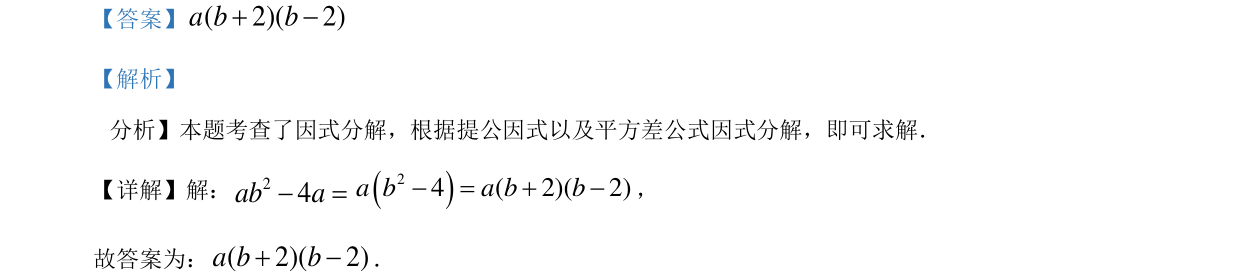 【答案】a(b+2)(b−2)
【解析】
分析】本题考查了因式分解，根据提公因式以及平方差公式因式分解，即可求解．
【详解】解：ab²−4a=a(b²−4)=a(b+2)(b−2)，
故答案为：a(b+2)(b−2)．